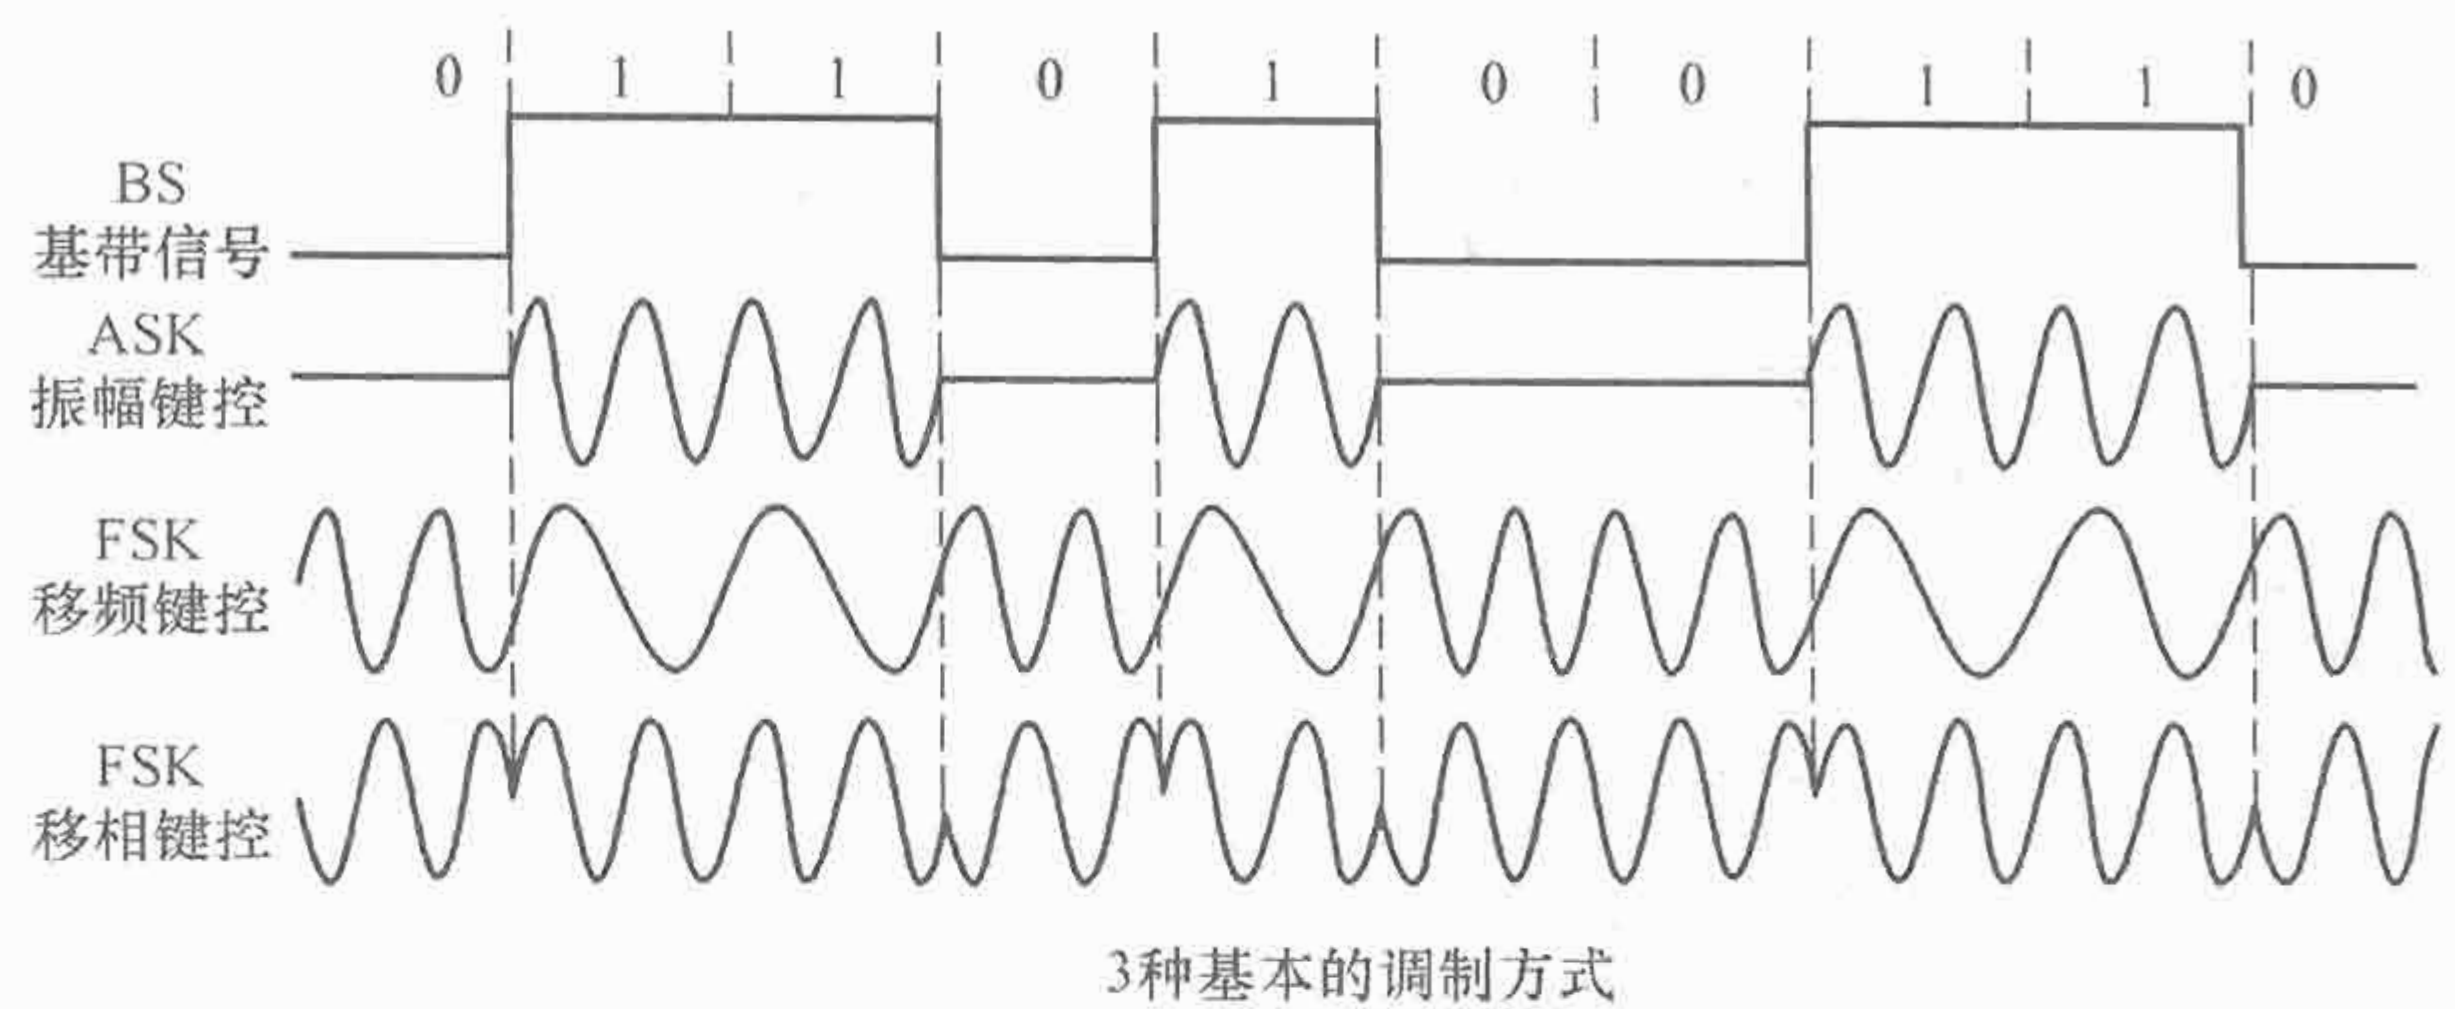 0 1 1 0 1 0 0 1 1 0
BS
基带信号
ASK
振幅键控
FSK
移频键控
FSK
移相键控
3种基本的调制方式